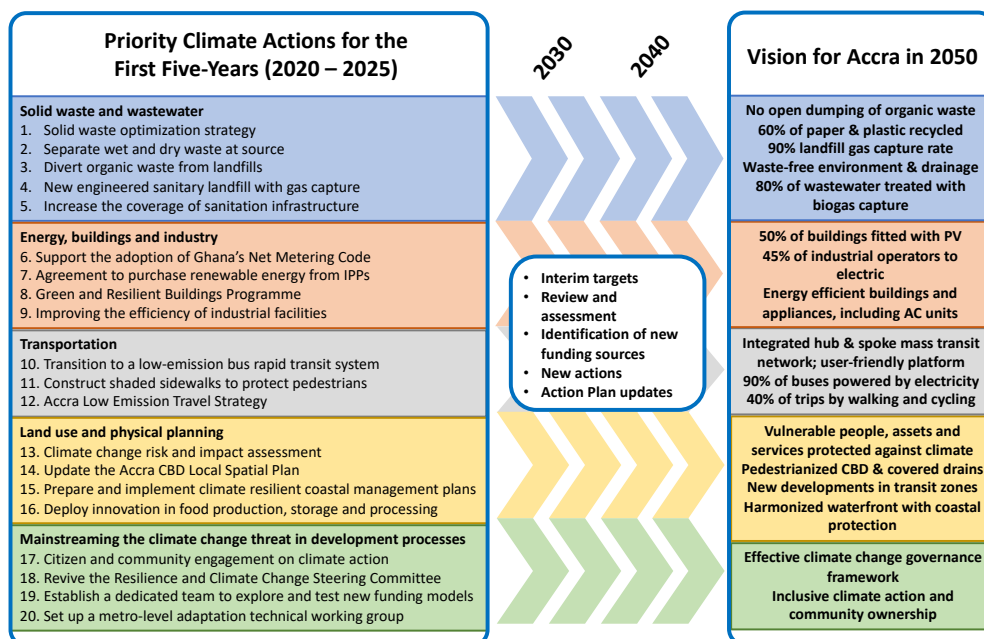 Priority Climate Actions for the
First Five-Years (2020 – 2025)
Solid waste and wastewater
1. Solid waste optimization strategy
2. Separate wet and dry waste at source
3. Divert organic waste from landfills
4. New engineered sanitary landfill with gas capture
5. Increase the coverage of sanitation infrastructure
Energy, buildings and industry
6. Support the adoption of Ghana's Net Metering Code
7. Agreement to purchase renewable energy from IPPs
8. Green and Resilient Buildings Programme
9. Improving the efficiency of industrial facilities
Transportation
10. Transition to a low-emission bus rapid transit system
11. Construct shaded sidewalks to protect pedestrians
12. Accra Low Emission Travel Strategy
Land use and physical planning
13. Climate change risk and impact assessment
14. Update the Accra CBD Local Spatial Plan
15. Prepare and implement climate resilient coastal management plans
16. Deploy innovation in food production, storage and processing
Mainstreaming the climate change threat in development processes
17. Citizen and community engagement on climate action
18. Revive the Resilience and Climate Change Steering Committee
19. Establish a dedicated team to explore and test new funding models
20. Set up a metro-level adaptation technical working group
2030
2040
• Interim targets
• Review and
assessment
• Identification of new
funding sources
• New actions
• Action Plan updates
Vision for Accra in 2050
No open dumping of organic waste
60% of paper & plastic recycled
90% landfill gas capture rate
Waste-free environment & drainage
80% of wastewater treated with
biogas capture
50% of buildings fitted with PV
45% of industrial operators to
electric
Energy efficient buildings and
appliances, including AC units
Integrated hub & spoke mass transit
network; user-friendly platform
90% of buses powered by electricity
40% of trips by walking and cycling
Vulnerable people, assets and
services protected against climate
Pedestrianized CBD & covered drains
New developments in transit zones
Harmonized waterfront with coastal
protection
Effective climate change governance
framework
Inclusive climate action and
community ownership